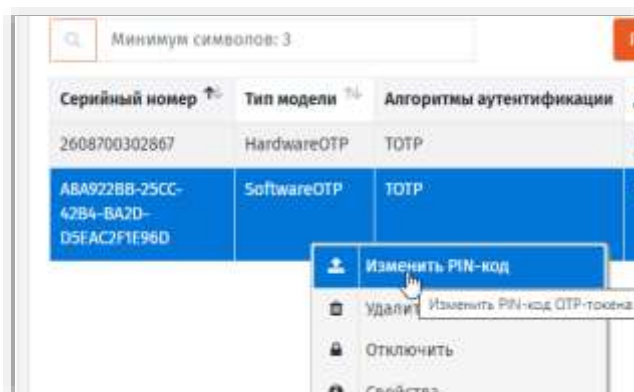 Минимум символов: 3
Серийный номер Тип модели Алгоритмы аутентификации
2608700302867 HardwareOTP TOTP
ABA922BB-25CC- SoftwareOTP TOTP
42B4-BA2D-
D5EAC2F1E96D
Изменить PIN-код
Удалит Изменить PIN-код OTP-токена
Отключить
Свойства